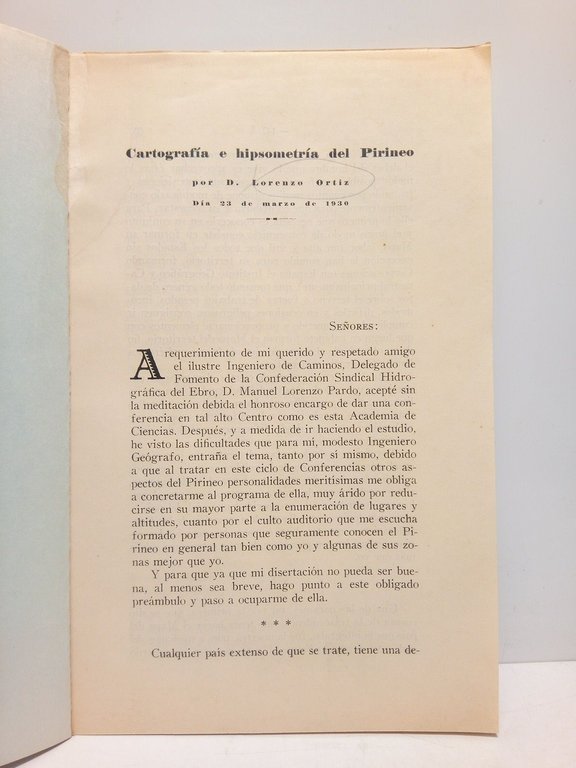 Cartografía e hipsometría del Pirineo
por D. Lorenzo Ortiz
Día 23 de marzo de 1930
SEÑORES:
A requerimiento de mi querido y respetado amigo
el ilustre Ingeniero de Caminos, Delegado de
Fomento de la Confederación Sindical Hidro-
gráfica del Ebro, D. Manuel Lorenzo Pardo, acepté sin
la meditación debida el honroso encargo de dar una con-
ferencia en tal alto Centro como es esta Academia de
Ciencias. Después, y a medida de ir haciendo el estudio,
he visto las dificultades que para mí, modesto Ingeniero
Geógrafo, entraña el tema, tanto por sí mismo, debido
a que al tratar en este ciclo de Conferencias otros as-
pectos del Pirineo personalidades meritísimas me obliga
a concretarme al programa de ella, muy árido por redu-
cirse en su mayor parte a la enumeración de lugares y
altitudes, cuanto por el culto auditorio que me escucha
formado por personas que seguramente conocen el Pi-
rineo en general tan bien como yo y algunas de sus zo-
nas mejor que yo.
Y para que ya que mi disertación no pueda ser bue-
na, al menos sea breve, hago punto a este obligado
preámbulo y paso a ocuparme de ella.
* * *
Cualquier país extenso de que se trate, tiene una de-